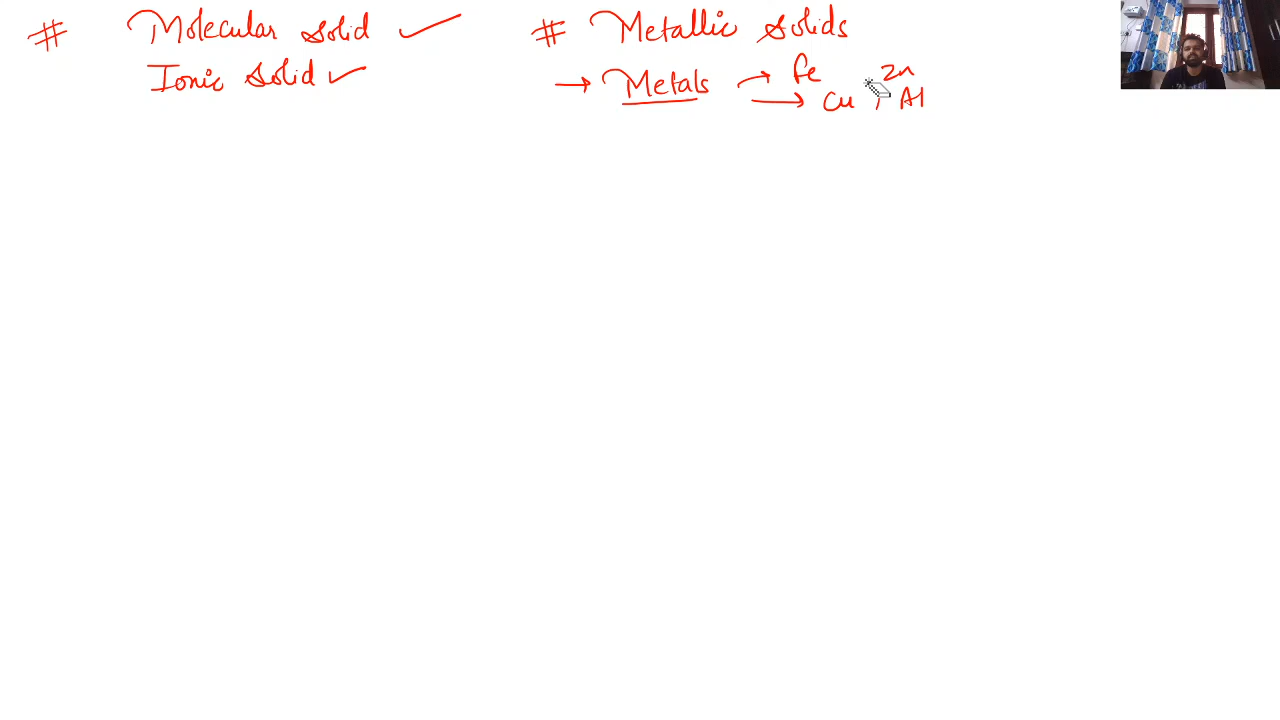 # Molecular solid ✓
Ionic solid ✓
# Metallic solids
→ Metals → Fe Zn
→ Cu , Al